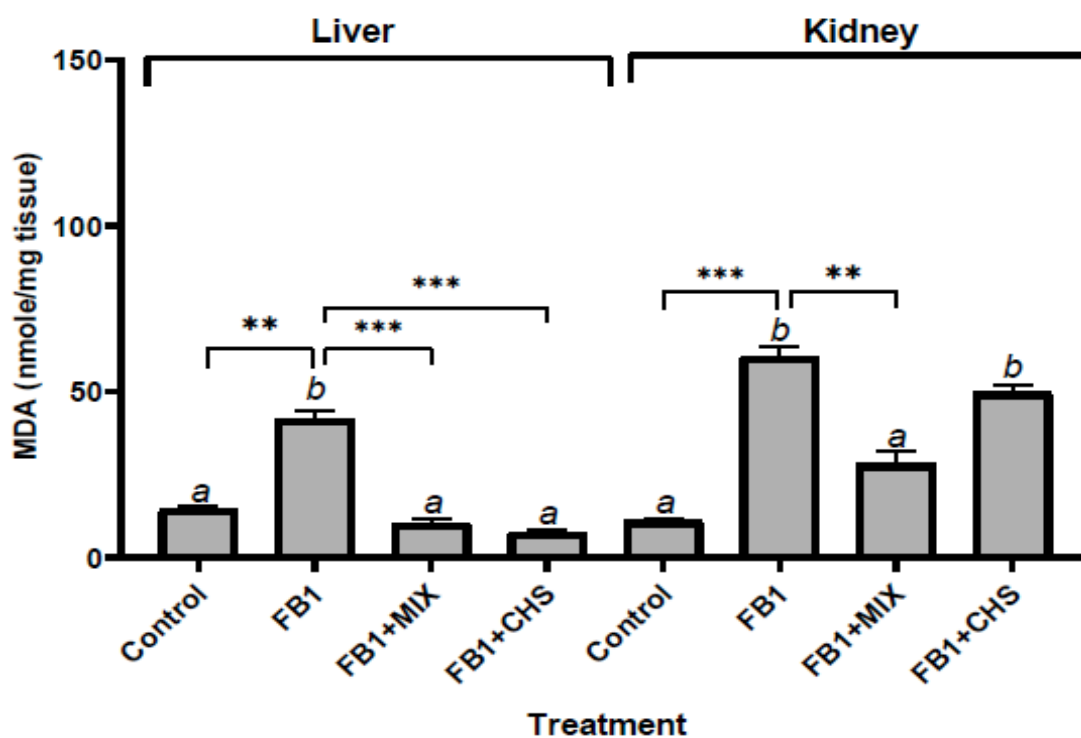 Liver Kidney
150
100
50
0
MDA (nmole/mg tissue)
*** ***  **
** ***
b b b
a a a a a
Control FB1 FB1+MIX FB1+CHS Control FB1 FB1+MIX FB1+CHS
Treatment